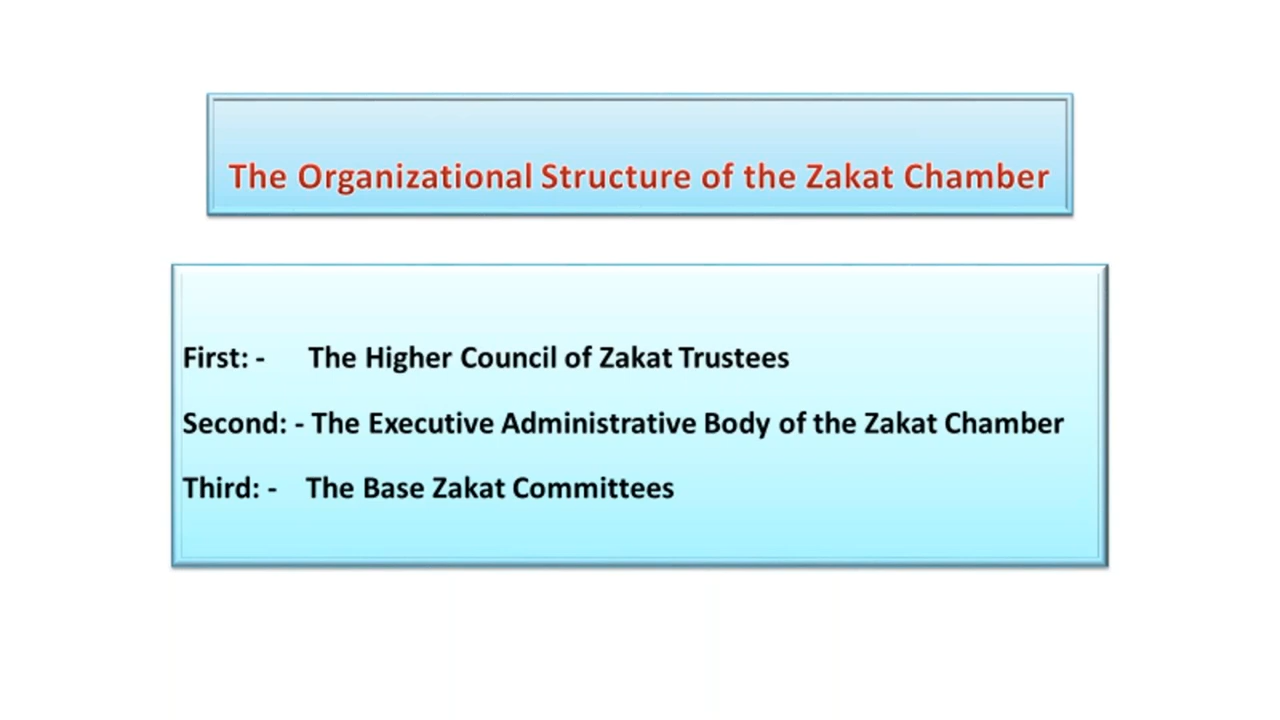 The Organizational Structure of the Zakat Chamber
First: - The Higher Council of Zakat Trustees
Second: - The Executive Administrative Body of the Zakat Chamber
Third: - The Base Zakat Committees